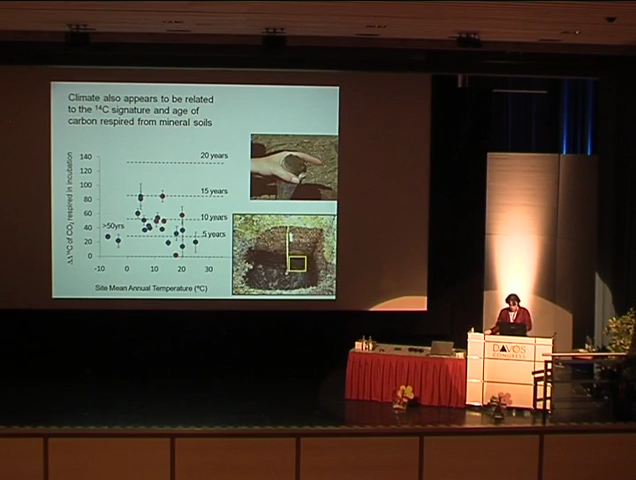 Climate also appears to be related
to the ¹⁴C signature and age of
carbon respired from mineral soils
ΔΔ¹⁴C of CO₂ respired in incubation
140
120
100
80
60
40
20
0
20 years
15 years
10 years
5 years
>50yrs
-10 0 10 20 30
Site Mean Annual Temperature (°C)
DAVOS
CONGRESS